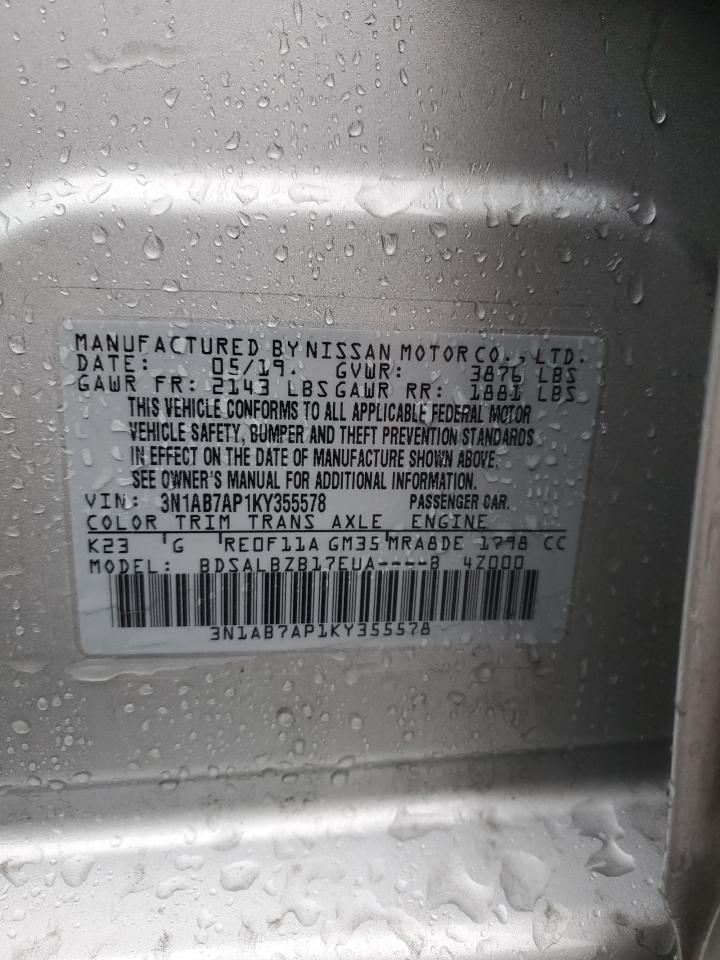 MANUFACTURED BY NISSAN MOTOR CO., LTD.
DATE: 05/19. GVWR: 3876 LBS
GAWR FR: 2143 LBS GAWR RR: 1881 LBS
THIS VEHICLE CONFORMS TO ALL APPLICABLE FEDERAL MOTOR
VEHICLE SAFETY, BUMPER AND THEFT PREVENTION STANDARDS
IN EFFECT ON THE DATE OF MANUFACTURE SHOWN ABOVE.
SEE OWNER'S MANUAL FOR ADDITIONAL INFORMATION.
VIN: 3N1AB7AP1KY355578 PASSENGER CAR.
COLOR TRIM TRANS AXLE ENGINE
K23 G RE0F11A GM35 MRA8DE 1798 CC
MODEL: BDSALBZB17EUA----B 4Z000
3N1AB7AP1KY355578